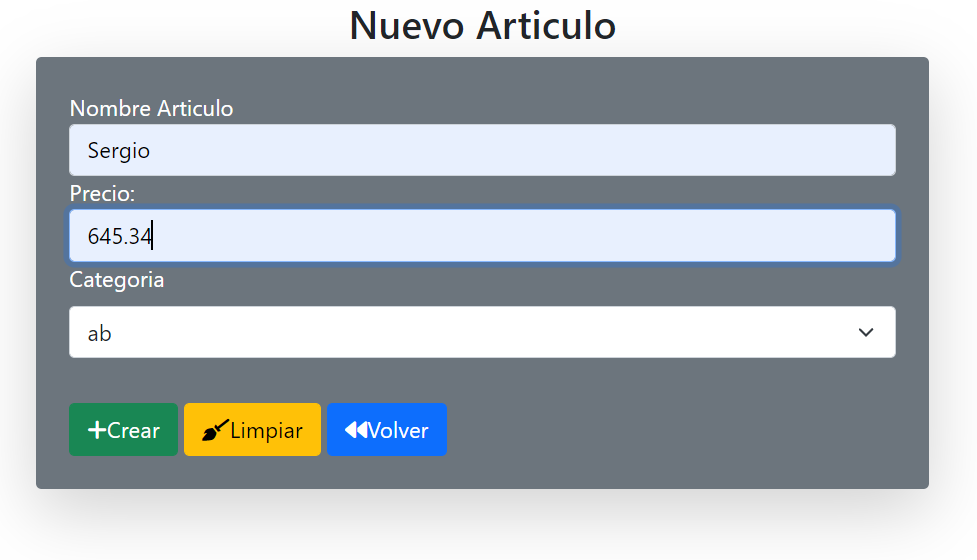 Nuevo Articulo
Nombre Articulo
Sergio
Precio:
645.34
Categoria
ab
Crear Limpiar Volver